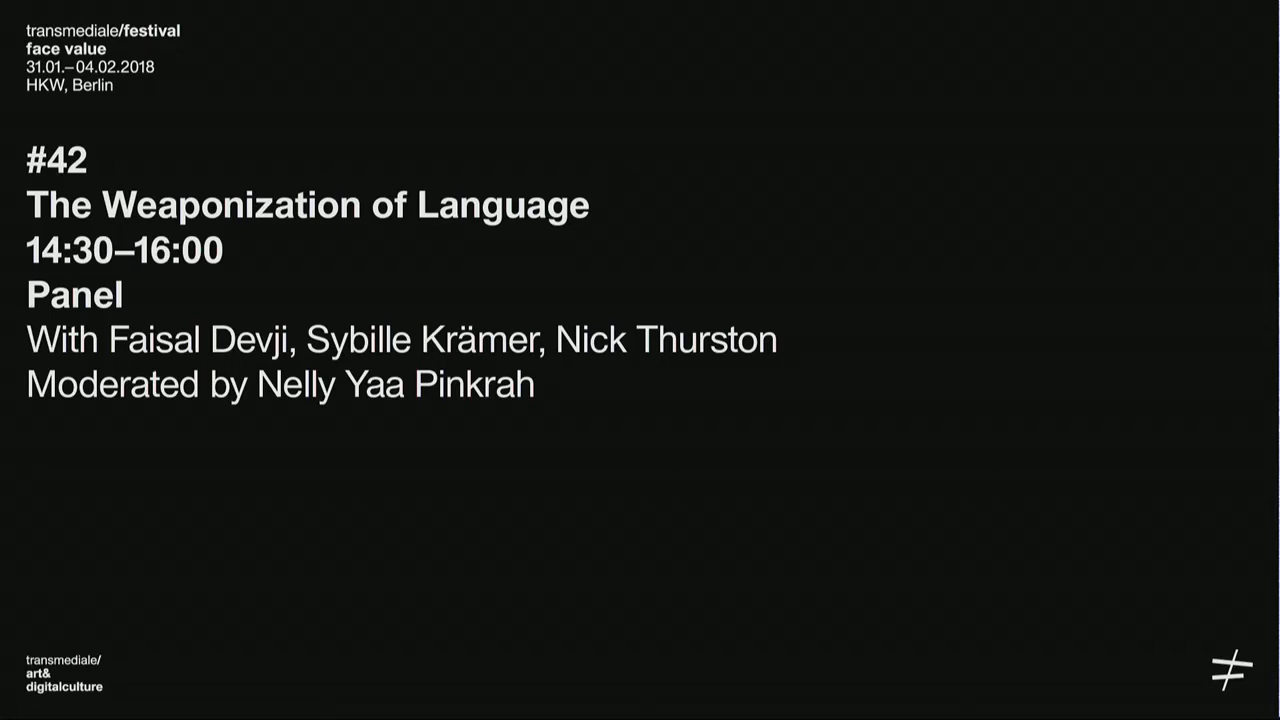 transmediale/festival
face value
31.01.–04.02.2018
HKW, Berlin
#42
The Weaponization of Language
14:30–16:00
Panel
With Faisal Devji, Sybille Krämer, Nick Thurston
Moderated by Nelly Yaa Pinkrah
transmediale/
art&
digitalculture